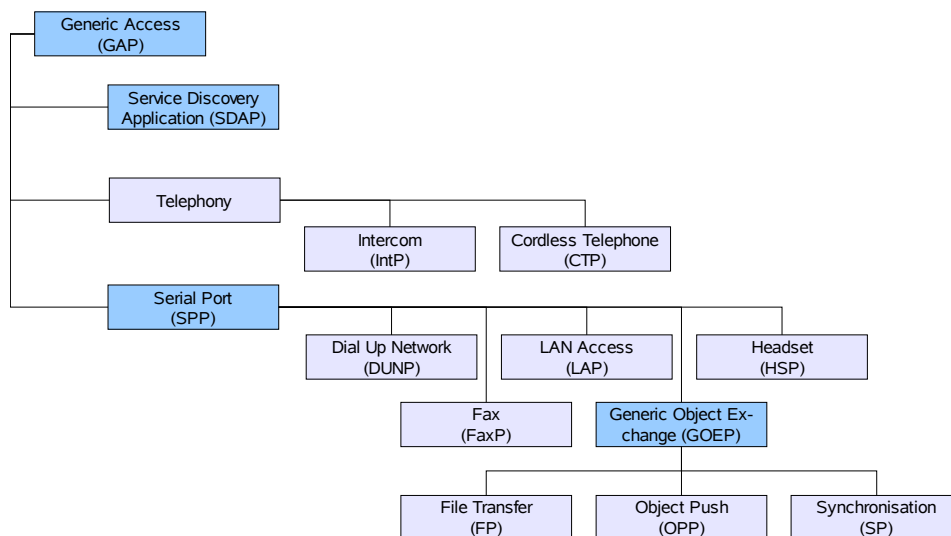 Generic Access
(GAP)
Service Discovery
Application (SDAP)
Telephony
Intercom
(IntP)
Cordless Telephone
(CTP)
Serial Port
(SPP)
Dial Up Network
(DUNP)
LAN Access
(LAP)
Headset
(HSP)
Fax
(FaxP)
Generic Object Ex-
change (GOEP)
File Transfer
(FP)
Object Push
(OPP)
Synchronisation
(SP)